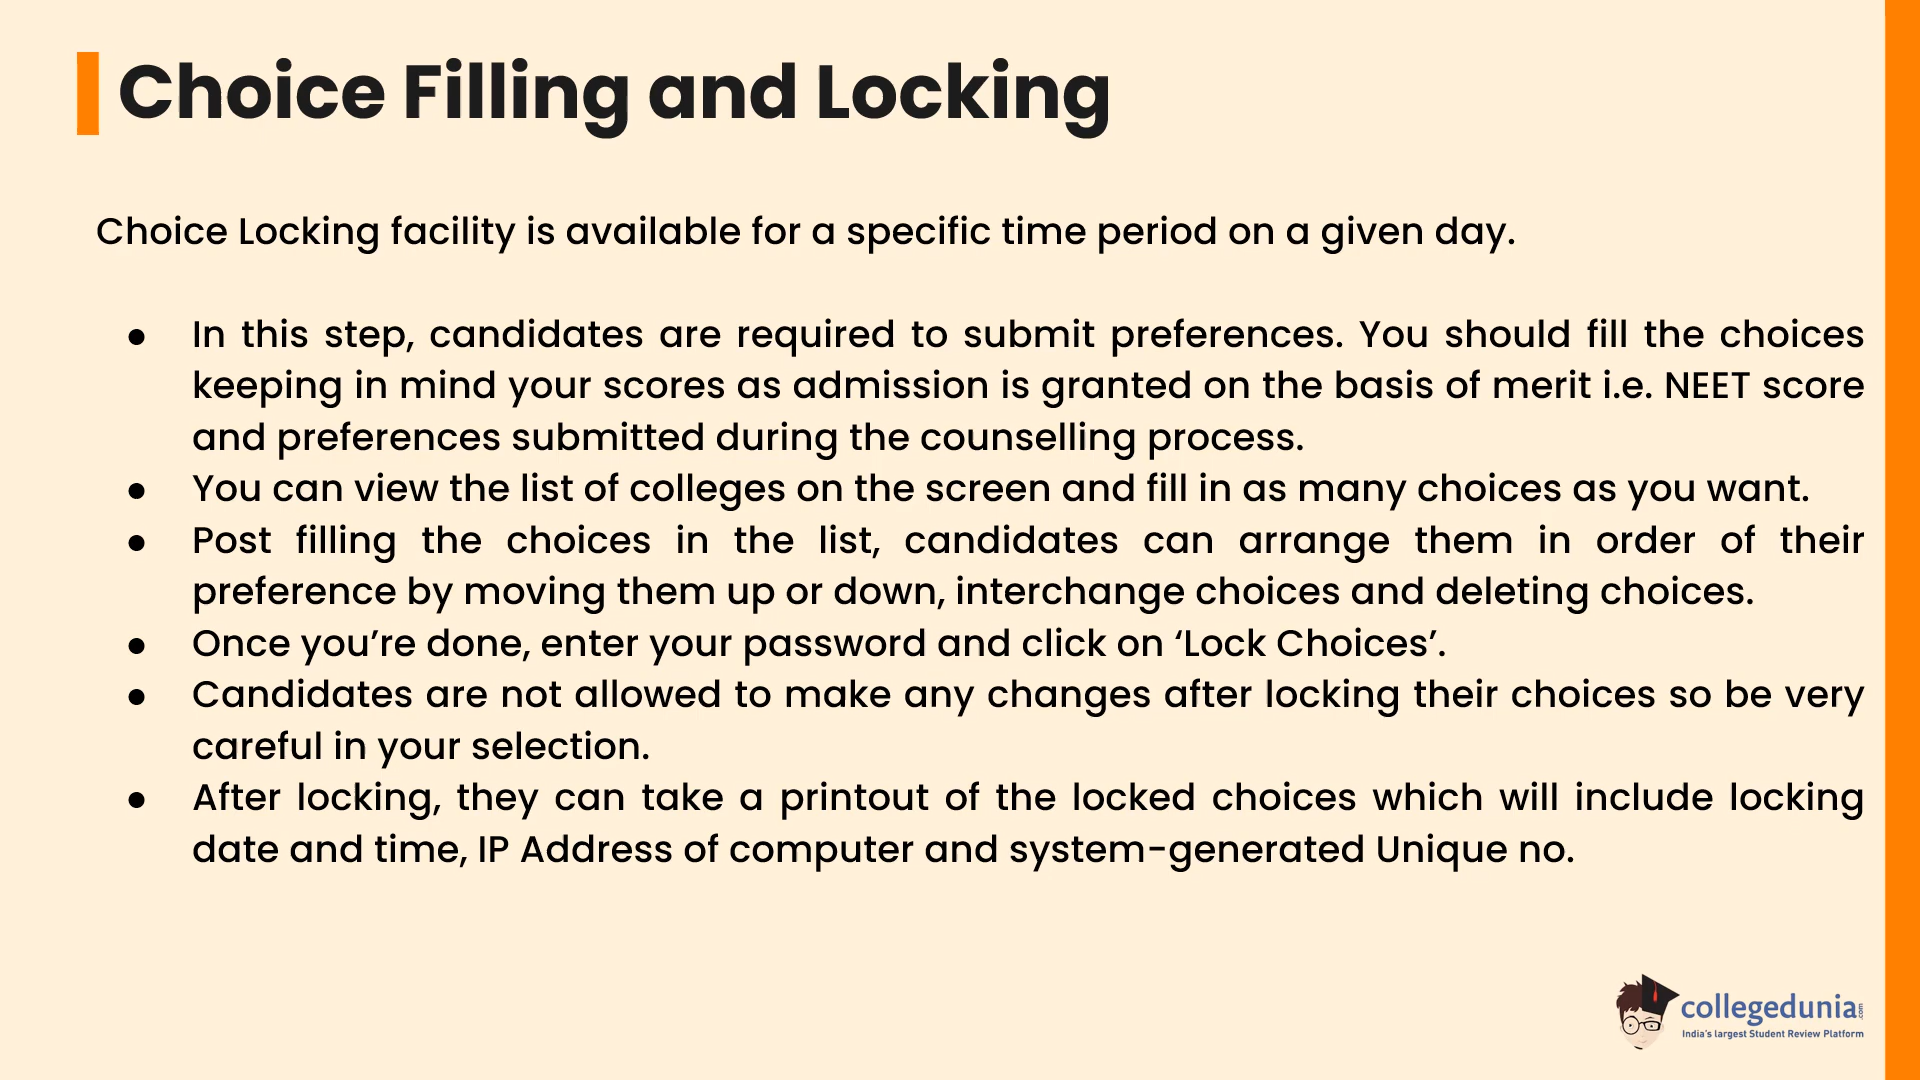 Choice Filling and Locking
Choice Locking facility is available for a specific time period on a given day.
● In this step, candidates are required to submit preferences. You should fill the choices
keeping in mind your scores as admission is granted on the basis of merit i.e. NEET score
and preferences submitted during the counselling process.
● You can view the list of colleges on the screen and fill in as many choices as you want.
● Post filling the choices in the list, candidates can arrange them in order of their
preference by moving them up or down, interchange choices and deleting choices.
● Once you’re done, enter your password and click on ‘Lock Choices’.
● Candidates are not allowed to make any changes after locking their choices so be very
careful in your selection.
● After locking, they can take a printout of the locked choices which will include locking
date and time, IP Address of computer and system-generated Unique no.
collegedunia.com
India's largest Student Review Platform